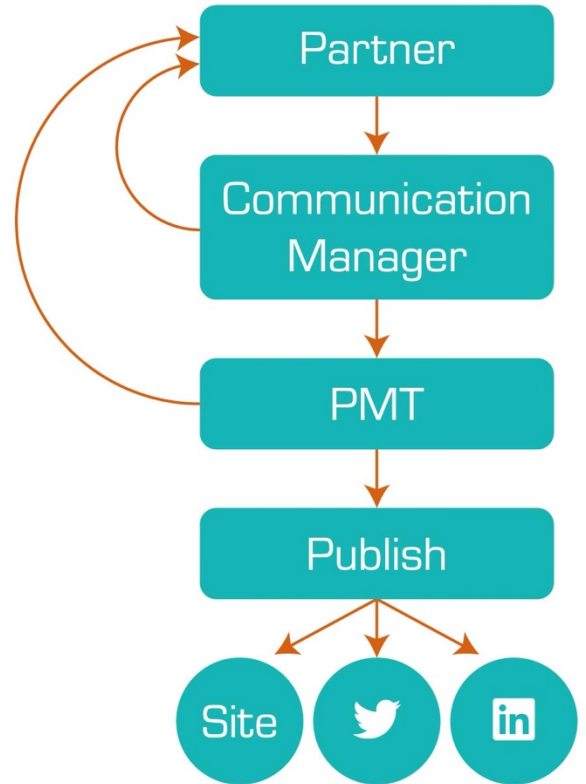 Partner
Communication
Manager
PMT
Publish
Site
in